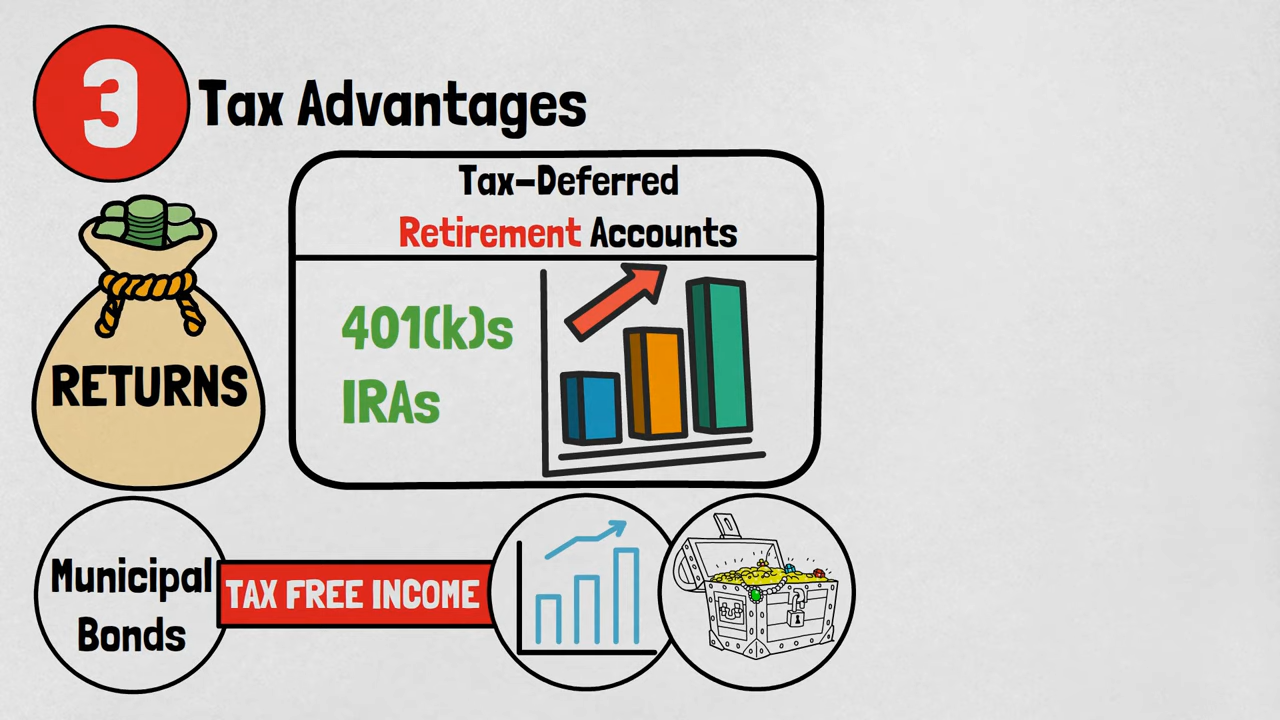 3
Tax Advantages
Tax-Deferred
Retirement Accounts
401(k)s
IRAs
RETURNS
Municipal
Bonds
TAX FREE INCOME